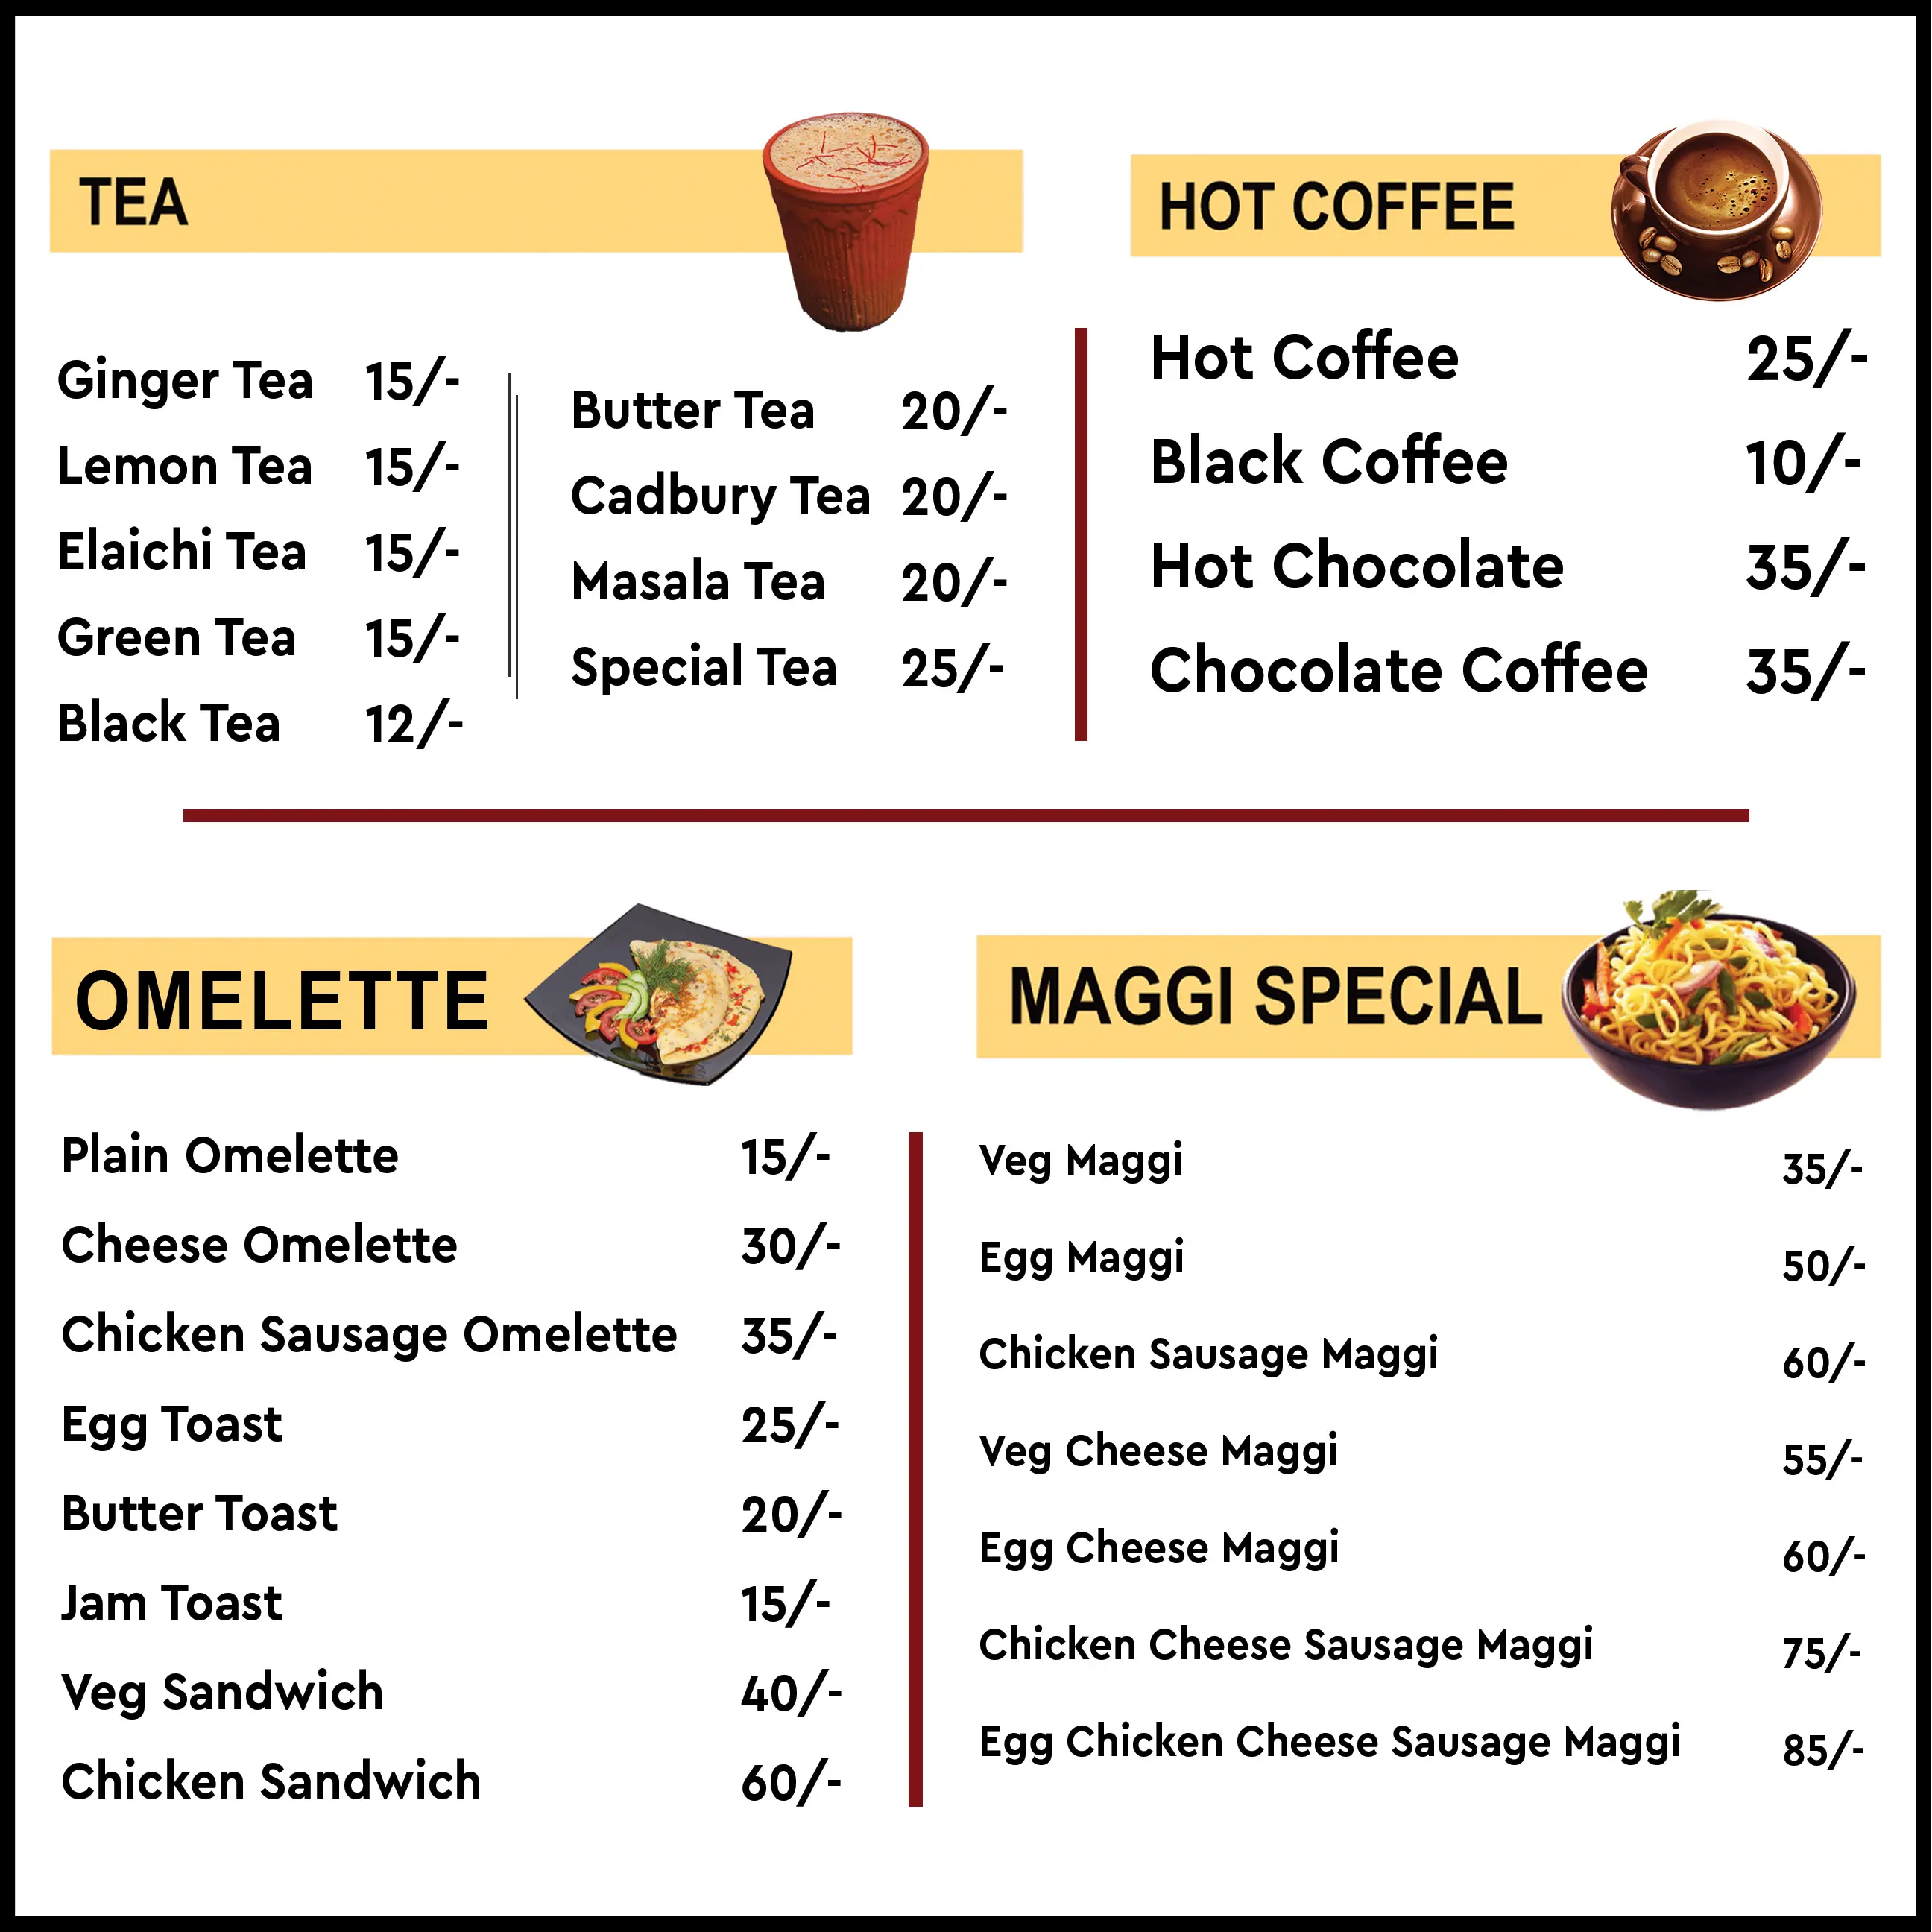 TEA
Ginger Tea 15/-
Lemon Tea 15/-
Elaichi Tea 15/-
Green Tea 15/-
Black Tea 12/-
Butter Tea 20/-
Cadbury Tea 20/-
Masala Tea 20/-
Special Tea 25/-
HOT COFFEE
Hot Coffee 25/-
Black Coffee 10/-
Hot Chocolate 35/-
Chocolate Coffee 35/-
OMELETTE
Plain Omelette 15/-
Cheese Omelette 30/-
Chicken Sausage Omelette 35/-
Egg Toast 25/-
Butter Toast 20/-
Jam Toast 15/-
Veg Sandwich 40/-
Chicken Sandwich 60/-
MAGGI SPECIAL
Veg Maggi 35/-
Egg Maggi 50/-
Chicken Sausage Maggi 60/-
Veg Cheese Maggi 55/-
Egg Cheese Maggi 60/-
Chicken Cheese Sausage Maggi 75/-
Egg Chicken Cheese Sausage Maggi 85/-